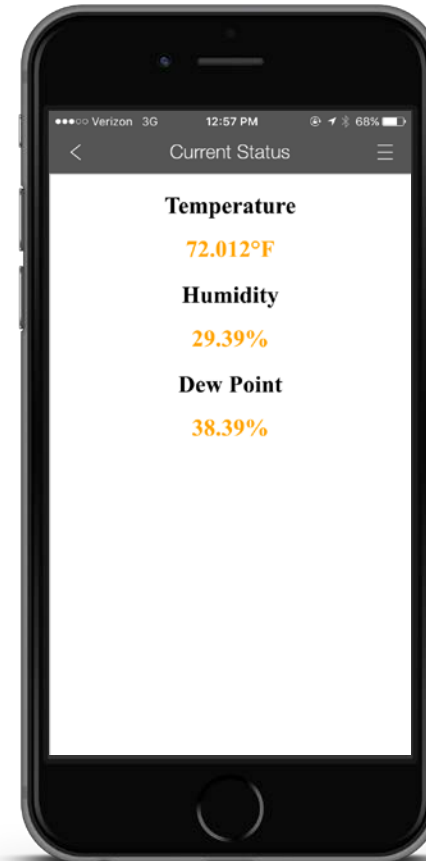 ●●●○○ Verizon 3G 12:57 PM 68%
Current Status
Temperature
72.012°F
Humidity
29.39%
Dew Point
38.39%